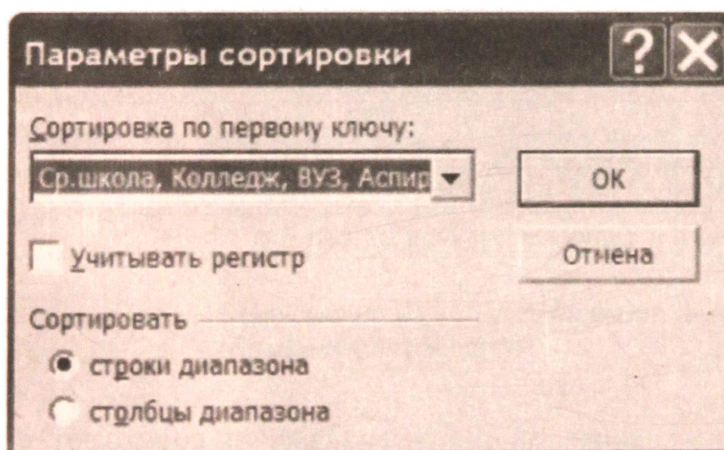 Параметры сортировки
Сортировка по первому ключу:
Ср.школа, Колледж, ВУЗ, Аспир
ОК
Учитывать регистр
Отмена
Сортировать
строки диапазона
столбцы диапазона